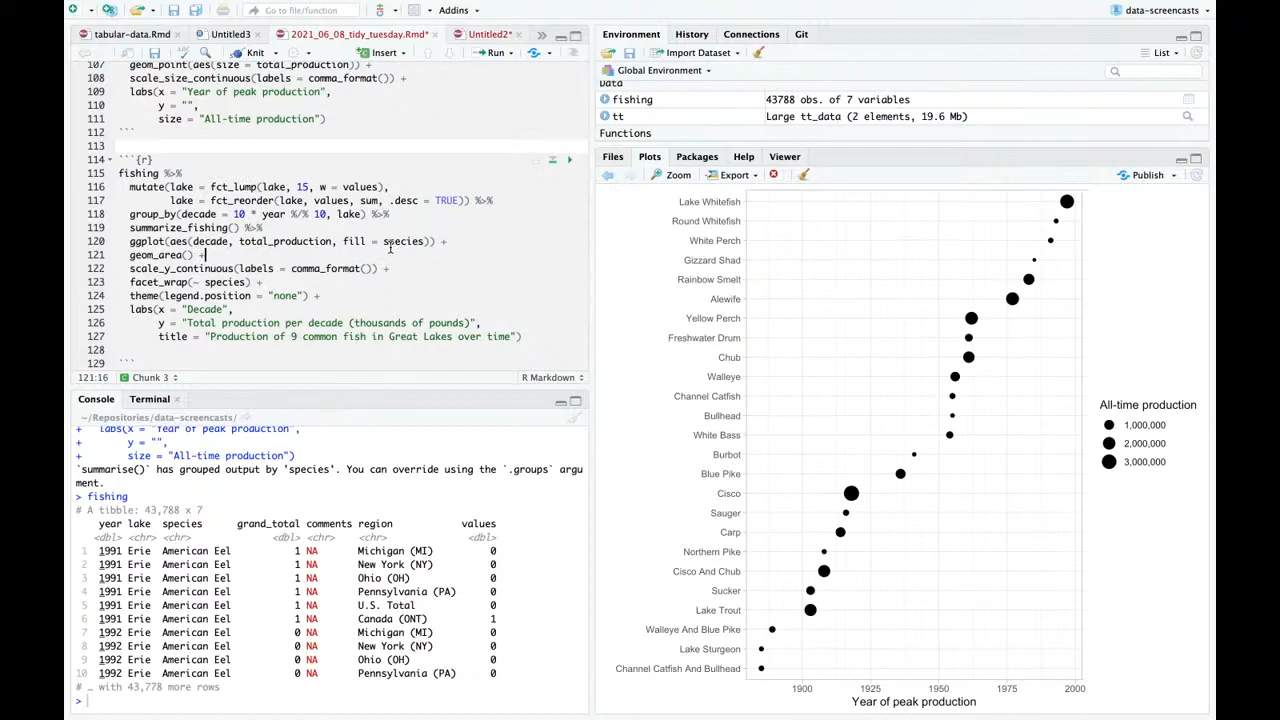 Go to file/function
Addins
data-screencasts
tabular-data.Rmd
Untitled3
2021_06_08_tidy_tuesday.Rmd*
Untitled2*
Knit
Insert
Run
107 geom_point(aes(size = total_production)) +
108 scale_size_continuous(labels = comma_format()) +
109 labs(x = "Year of peak production",
110 y = "",
111 size = "All-time production")
112 ```
113
114 ```{r}
115 fishing %>%
116 mutate(lake = fct_lump(lake, 15, w = values),
117 lake = fct_reorder(lake, values, sum, .desc = TRUE)) %>%
118 group_by(decade = 10 * year %/% 10, lake) %>%
119 summarize_fishing() %>%
120 ggplot(aes(decade, total_production, fill = species)) +
121 geom_area() +
122 scale_y_continuous(labels = comma_format()) +
123 facet_wrap(~ species) +
124 theme(legend.position = "none") +
125 labs(x = "Decade",
126 y = "Total production per decade (thousands of pounds)",
127 title = "Production of 9 common fish in Great Lakes over time")
128
129 ```
121:16 Chunk 3 R Markdown
Console Terminal
~/Repositories/data-screencasts/
+ labs(x = "Year of peak production",
+ y = "",
+ size = "All-time production")
`summarise()` has grouped output by 'species'. You can override using the `.groups` argu
ment.
> fishing
# A tibble: 43,788 x 7
year lake species grand_total comments region values
<dbl> <chr> <chr> <dbl> <chr> <chr> <dbl>
1 1991 Erie American Eel 1 NA Michigan (MI) 0
2 1991 Erie American Eel 1 NA New York (NY) 0
3 1991 Erie American Eel 1 NA Ohio (OH) 0
4 1991 Erie American Eel 1 NA Pennsylvania (PA) 0
5 1991 Erie American Eel 1 NA U.S. Total 0
6 1991 Erie American Eel 1 NA Canada (ONT) 1
7 1992 Erie American Eel 0 NA Michigan (MI) 0
8 1992 Erie American Eel 0 NA New York (NY) 0
9 1992 Erie American Eel 0 NA Ohio (OH) 0
10 1992 Erie American Eel 0 NA Pennsylvania (PA) 0
# … with 43,778 more rows
>
Environment History Connections Git
Import Dataset
List
Global Environment
Data
fishing 43788 obs. of 7 variables
tt Large tt_data (2 elements, 19.6 Mb)
Functions
Files Plots Packages Help Viewer
Zoom Export Publish
Lake Whitefish
Round Whitefish
White Perch
Gizzard Shad
Rainbow Smelt
Alewife
Yellow Perch
Freshwater Drum
Chub
Walleye
Channel Catfish
Bullhead
White Bass
Burbot
Blue Pike
Cisco
Sauger
Carp
Northern Pike
Cisco And Chub
Sucker
Lake Trout
Walleye And Blue Pike
Lake Sturgeon
Channel Catfish And Bullhead
1900 1925 1950 1975 2000
Year of peak production
All-time production
1,000,000
2,000,000
3,000,000